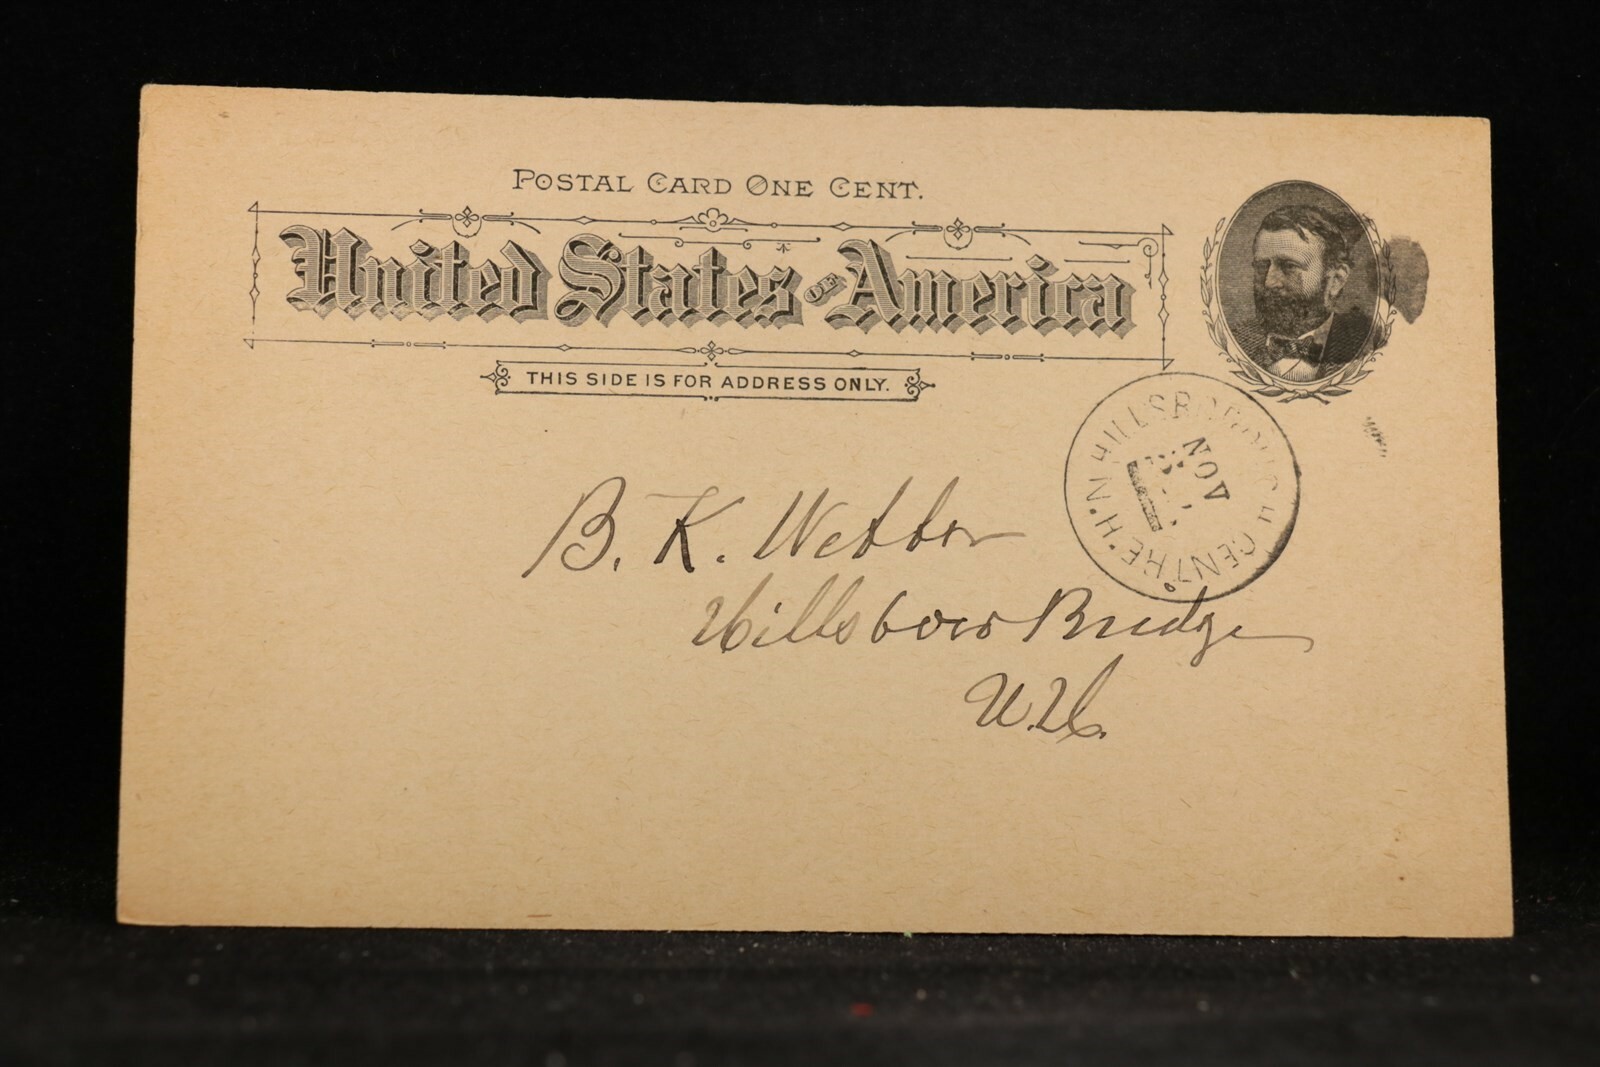 POSTAL CARD ONE CENT.
United States OF America
THIS SIDE IS FOR ADDRESS ONLY.
HILLSBOROUGH CENTRE N.H.
NOV
B. K. Webber
Hillsboro Bridge
N.H.